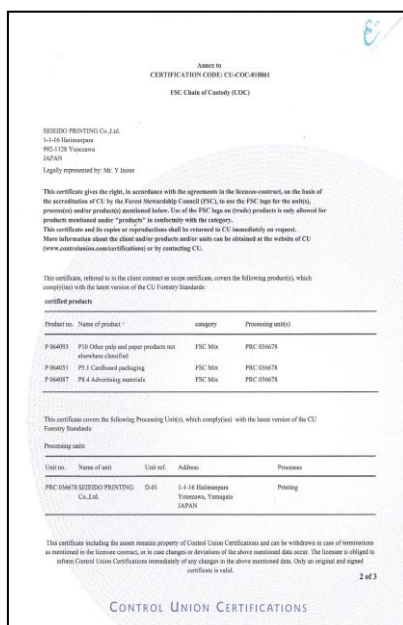 Annex to
CERTIFICATION CODE: CU-COC-810061
FSC Chain of Custody (COC)
SEIEIDO PRINTING Co.,Ltd.
1-1-16 Hatimanpara
992-1128 Yonezawa
JAPAN
Legally represented by: Mr. Y Inose
This certificate gives the right, in accordance with the agreements in the licensee-contract, on the basis of
the accreditation of CU by the Forest Stewardship Council (FSC), to use the FSC logo for the unit(s),
process(es) and/or product(s) mentioned below. Use of the FSC logo on (trade) products is only allowed for
products mentioned under "products" in conformity with the category.
This certificate and its copies or reproductions shall be returned to CU immediately on request.
More information about the client and/or products and/or units can be obtained at the website of CU
(www.controlunion.com/certifications) or by contacting CU.
This certificate, referred to in the client contract as scope certificate, covers the following product(s), which
comply(ies) with the latest version of the CU Forestry Standards:
certified products
Product no. Name of product category Processing unit(s)
P 064093 P10 Other pulp and paper products not FSC Mix PRC 036678
elsewhere classified
P 064051 P5.1 Cardboard packaging FSC Mix PRC 036678
P 064087 P8.4 Advertising materials FSC Mix PRC 036678
This certificate covers the following Processing Unit(s), which comply(ies) with the latest version of the CU
Forestry Standards:
Processing units
Unit no. Name of unit Unit ref. Address Processes
PRC 036678 SEIEIDO PRINTING D-01 1-1-16 Hatimanpara Printing
Co.,Ltd. Yonezawa, Yamagata
JAPAN
This certificate including the annex remains property of Control Union Certifications and can be withdrawn in case of terminations
as mentioned in the licensee contract, or in case changes or deviations of the above mentioned data occur. The licensee is obliged to
inform Control Union Certifications immediately of any changes in the above mentioned data. Only an original and signed
certificate is valid.
2 of 3
CONTROL UNION CERTIFICATIONS